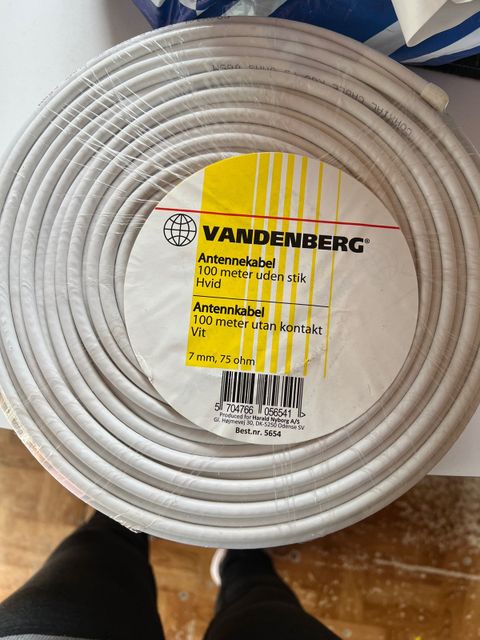 VANDENBERG®
Antennekabel
100 meter uden stik
Hvid
Antennkabel
100 meter utan kontakt
Vit
7 mm, 75 ohm
5 704766 056541 >
Produced for Harald Nyborg A/S
Gl. Højmevej 30, DK-5250 Odense SV
Best.nr. 5654